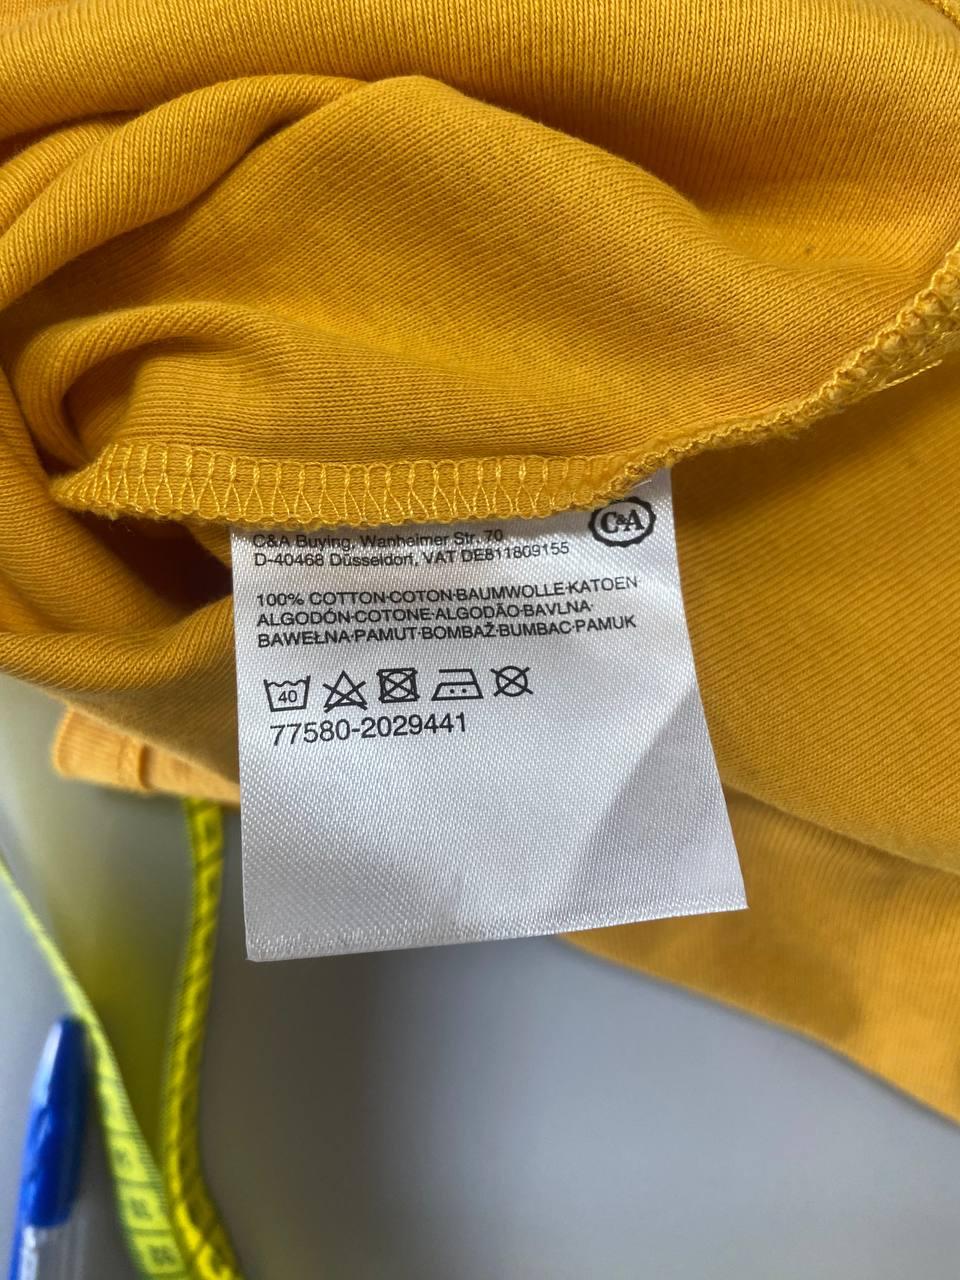 C&A
C&A Buying, Wanheimer Str. 70
D-40468 Düsseldorf, VAT DE811809155
100% COTTON·COTON·BAUMWOLLE·KATOEN
ALGODÓN·COTONE·ALGODÃO·BAVLNA·
BAWEŁNA·PAMUT·BOMBAŽ·BUMBAC·PAMUK
40
77580-2029441